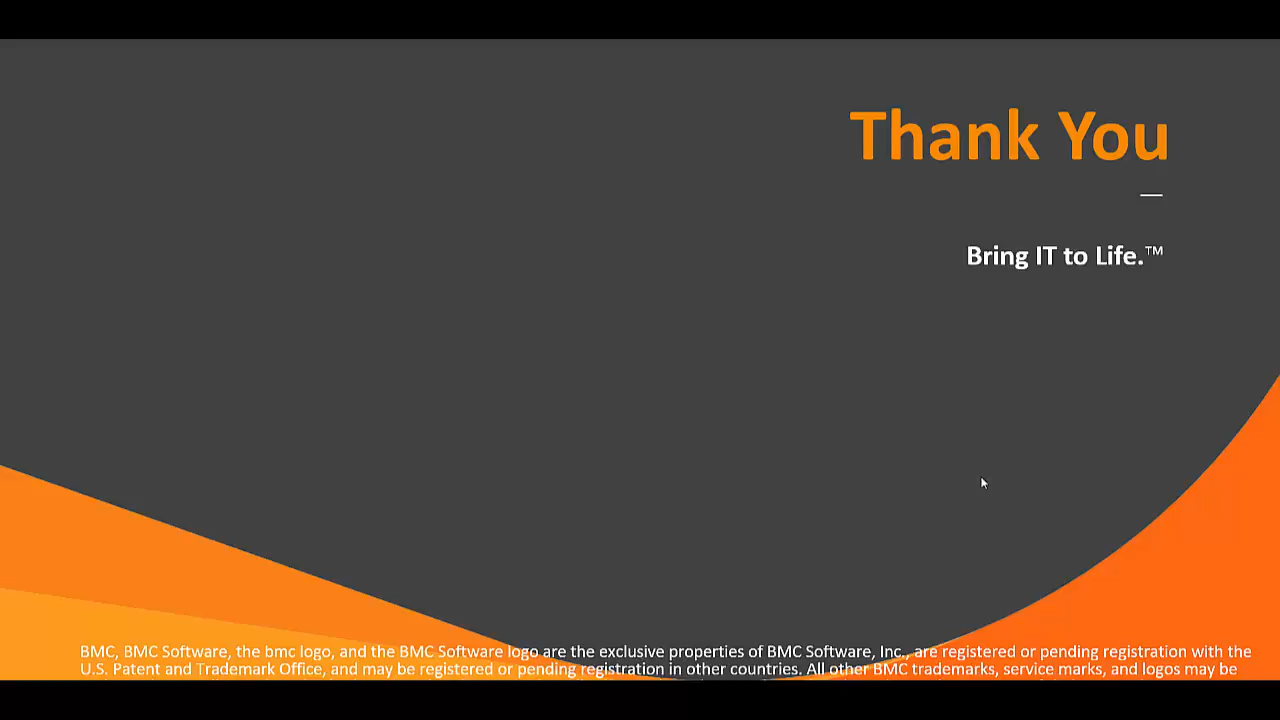 Thank You
—
Bring IT to Life.™
BMC, BMC Software, the bmc logo, and the BMC Software logo are the exclusive properties of BMC Software, Inc., are registered or pending registration with the
U.S. Patent and Trademark Office, and may be registered or pending registration in other countries. All other BMC trademarks, service marks, and logos may be